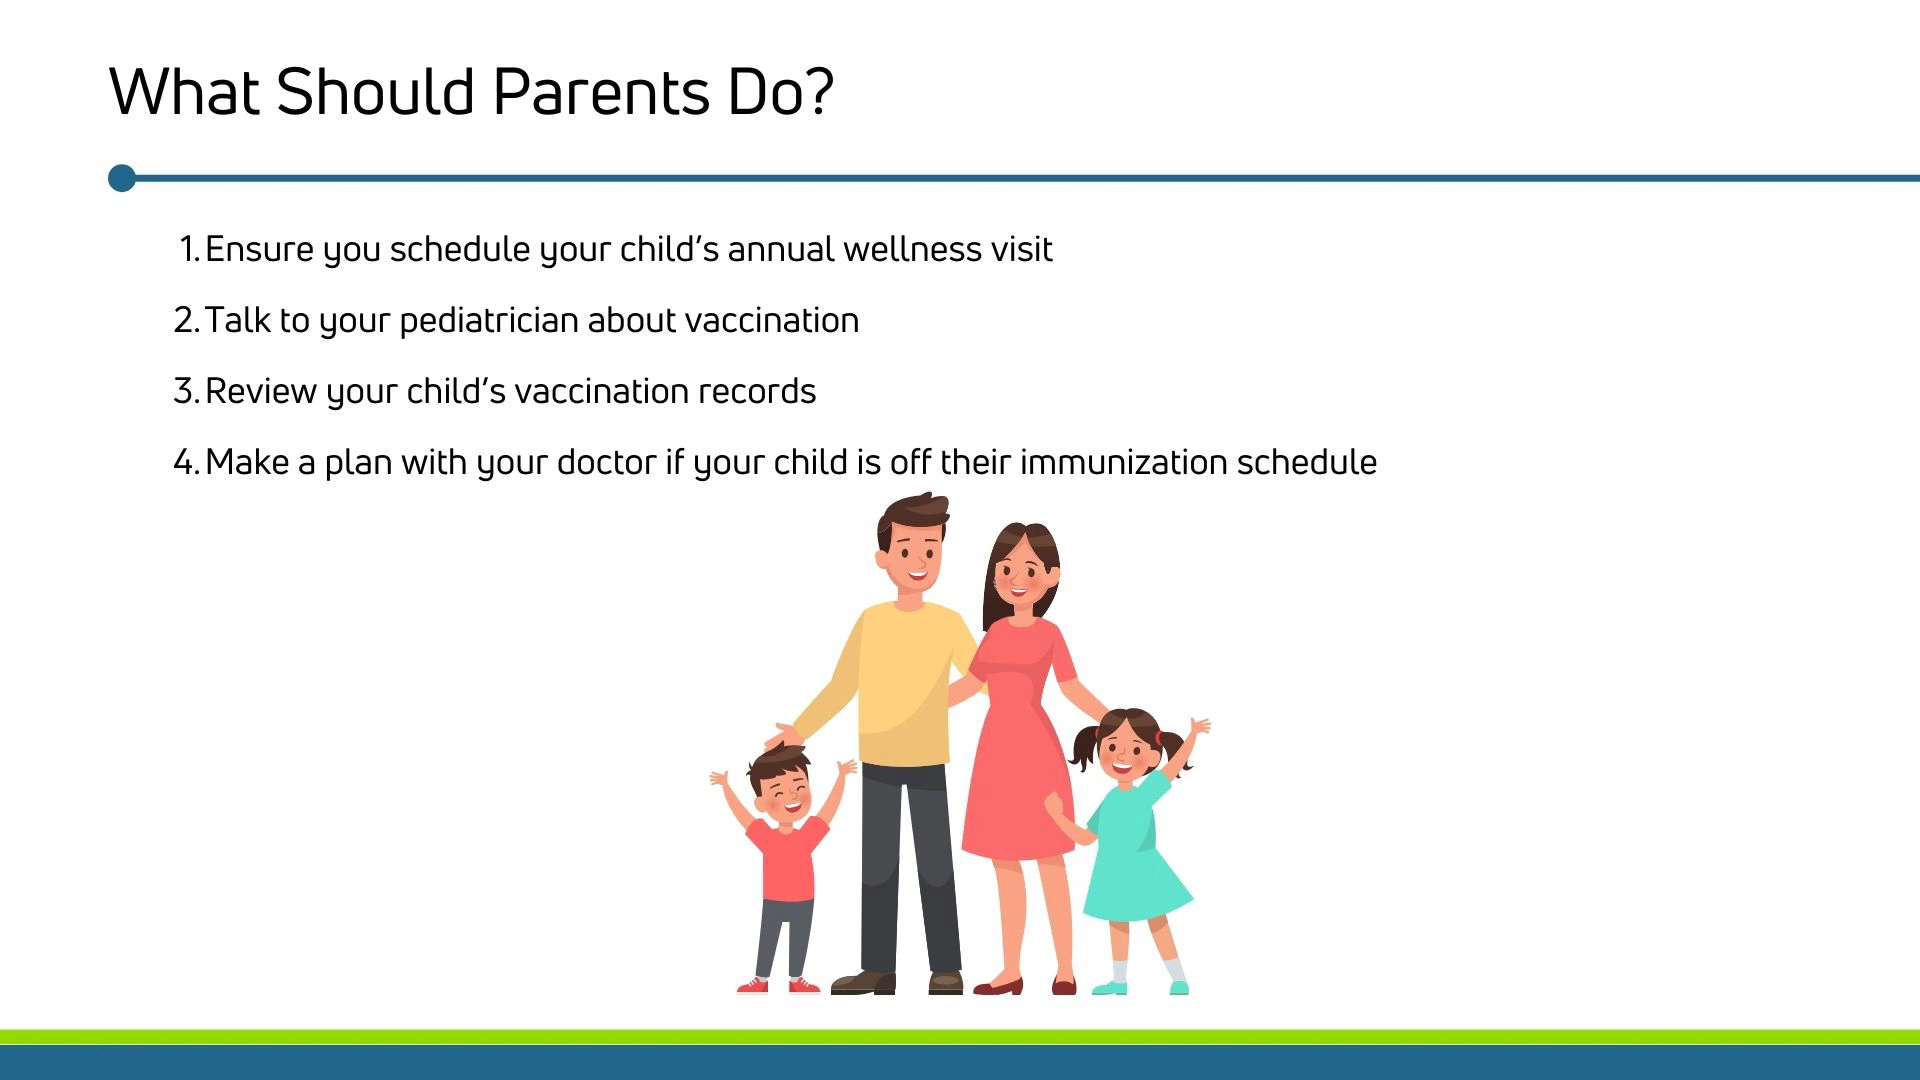 What Should Parents Do?
1. Ensure you schedule your child's annual wellness visit
2. Talk to your pediatrician about vaccination
3. Review your child's vaccination records
4. Make a plan with your doctor if your child is off their immunization schedule